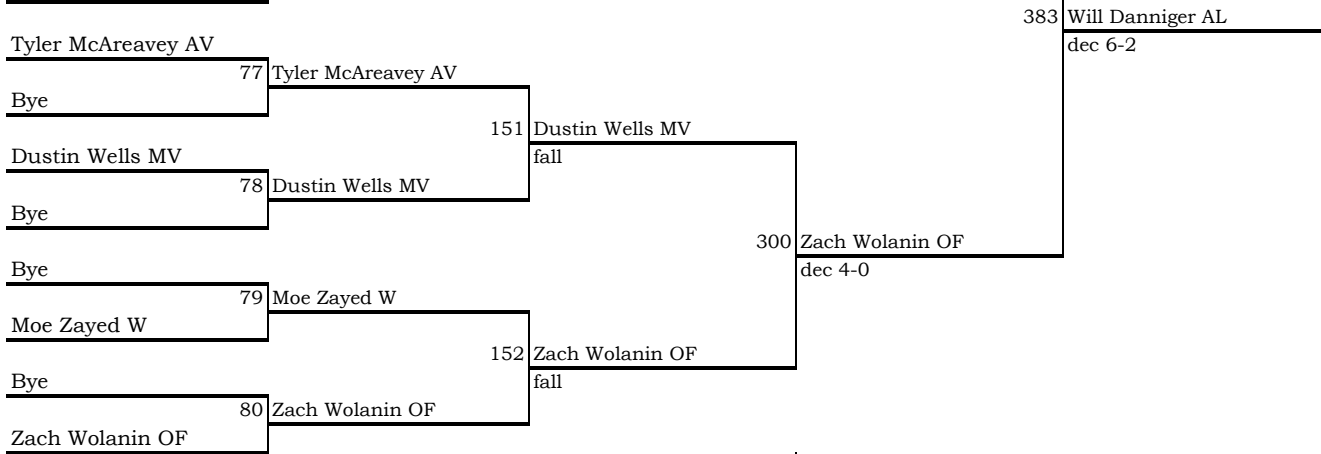 383 Will Danniger AL
Tyler McAreavey AV
dec 6-2
77 Tyler McAreavey AV
Bye
151 Dustin Wells MV
Dustin Wells MV
fall
78 Dustin Wells MV
Bye
300 Zach Wolanin OF
Bye
dec 4-0
79 Moe Zayed W
Moe Zayed W
152 Zach Wolanin OF
Bye
fall
80 Zach Wolanin OF
Zach Wolanin OF